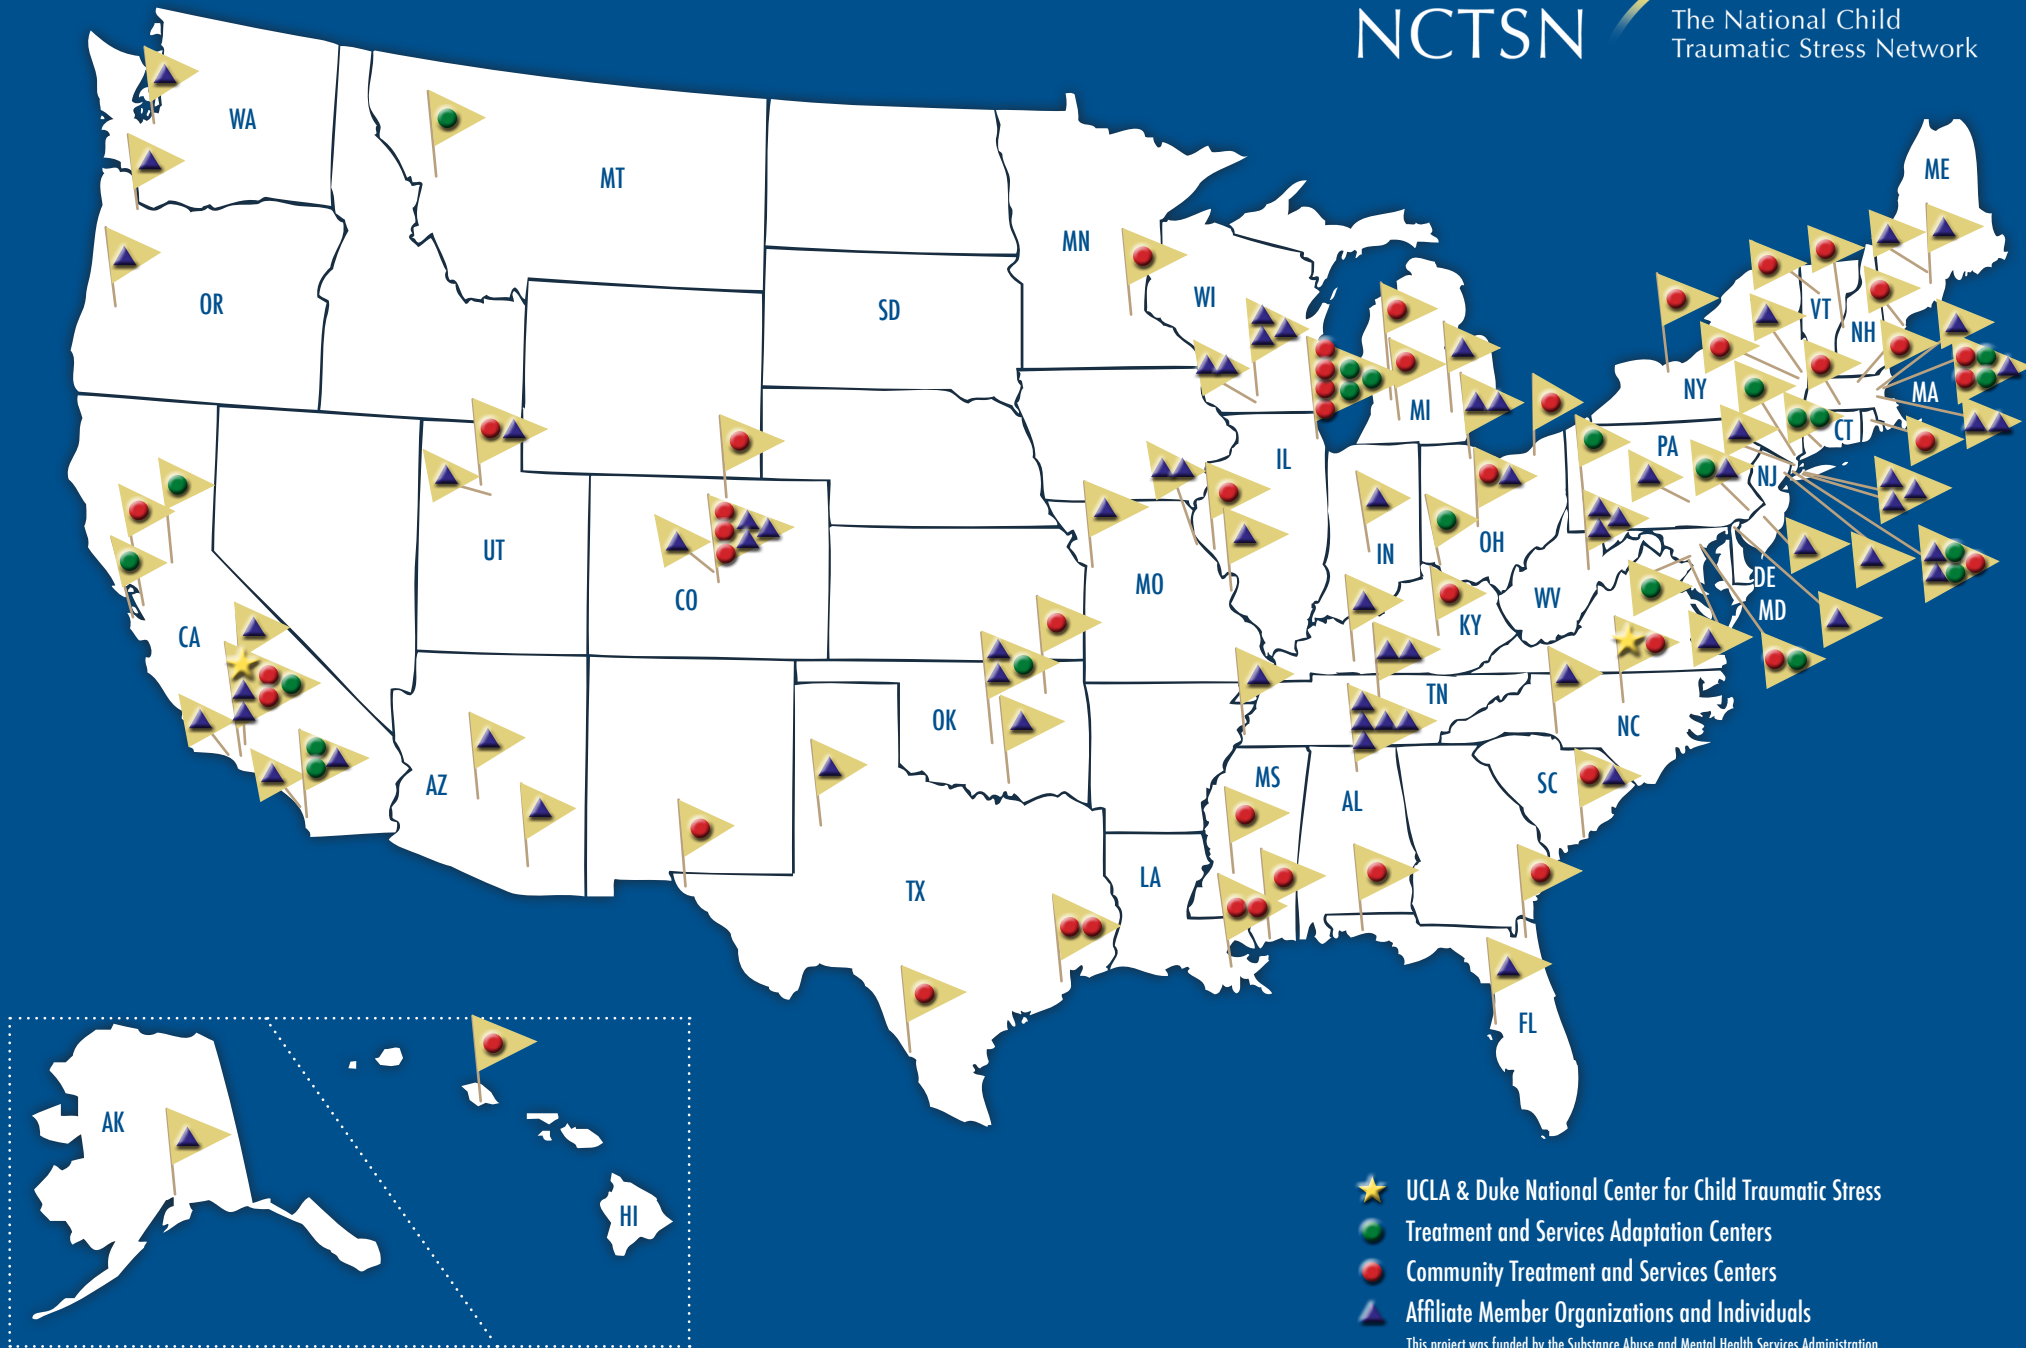 NCTSN
The National Child
Traumatic Stress Network
WA
MT
ME
MN
OR
SD
WI
VT
NH
NY
MI
MA
CT
PA
IL
NJ
UT
IN
OH
CO
MO
DE
WV
MD
CA
KY
TN
OK
NC
AZ
MS
SC
AL
LA
TX
FL
AK
HI
UCLA & Duke National Center for Child Traumatic Stress
Treatment and Services Adaptation Centers
Community Treatment and Services Centers
Affiliate Member Organizations and Individuals
This project was funded by the Substance Abuse and Mental Health Services Administration